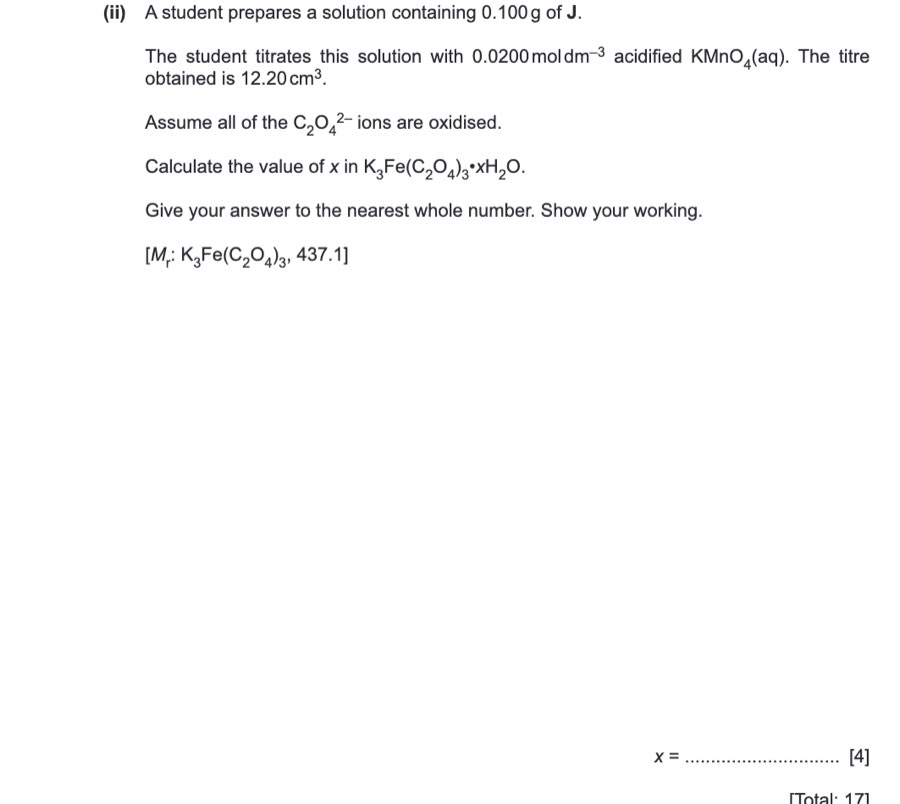 (ii) A student prepares a solution containing 0.100 g of J.
The student titrates this solution with 0.0200 mol dm⁻³ acidified KMnO₄(aq). The titre
obtained is 12.20 cm³.
Assume all of the C₂O₄²⁻ ions are oxidised.
Calculate the value of x in K₃Fe(C₂O₄)₃•xH₂O.
Give your answer to the nearest whole number. Show your working.
[Mᵣ: K₃Fe(C₂O₄)₃, 437.1]
x = .............................. [4]
[Total: 17]